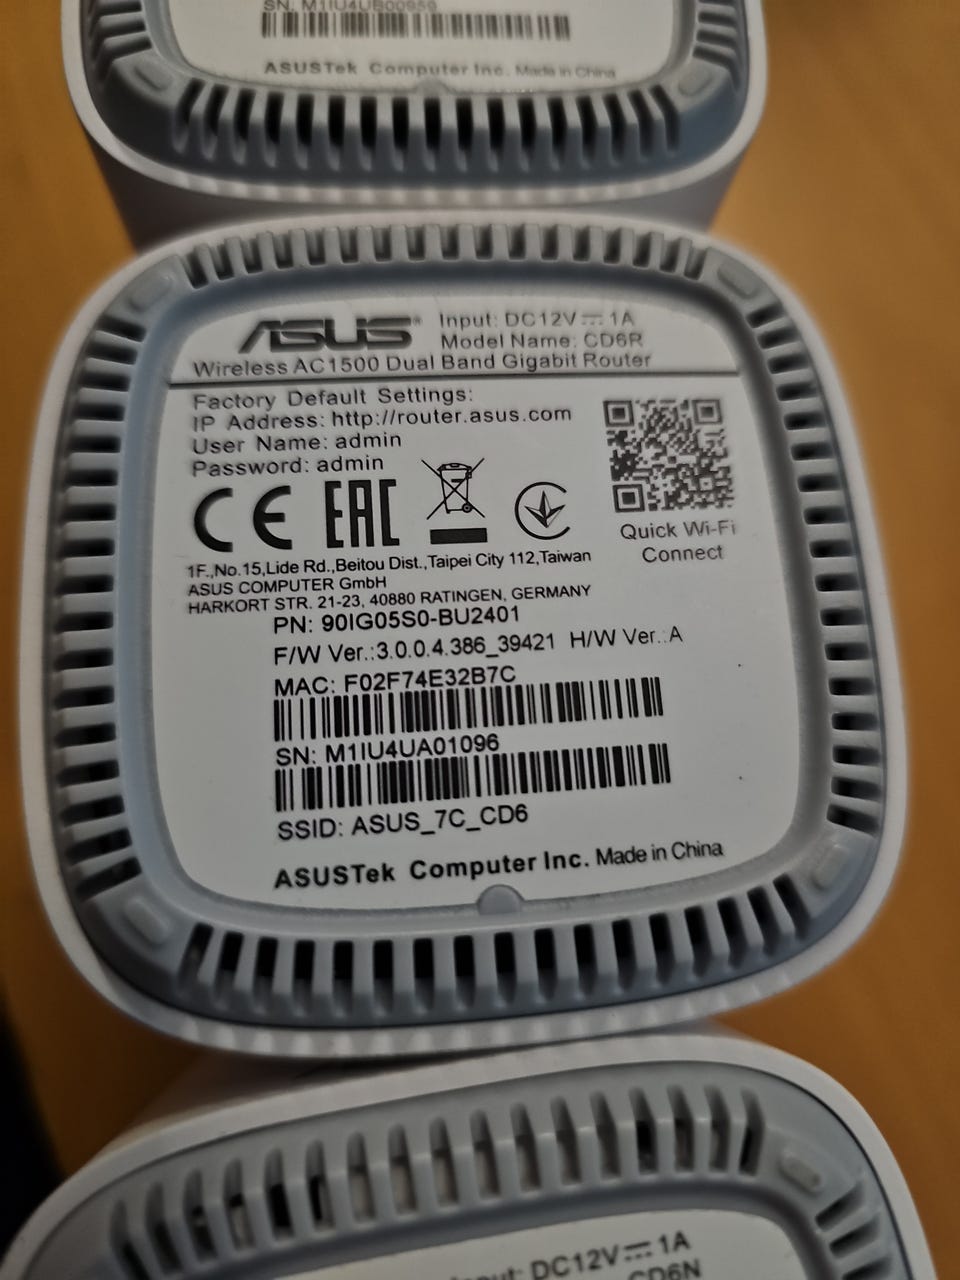 SN: M1IU4UB00959
ASUSTek Computer Inc. Made in China
ASUS® Input: DC12V⎓1A
Model Name: CD6R
Wireless AC1500 Dual Band Gigabit Router
Factory Default Settings:
IP Address: http://router.asus.com
User Name: admin
Password: admin
CE EAC
Quick Wi-Fi
Connect
1F.,No.15,Lide Rd.,Beitou Dist.,Taipei City 112,Taiwan
ASUS COMPUTER GmbH
HARKORT STR. 21-23, 40880 RATINGEN, GERMANY
PN: 90IG05S0-BU2401
F/W Ver.:3.0.0.4.386_39421 H/W Ver.:A
MAC: F02F74E32B7C
SN: M1IU4UA01096
SSID: ASUS_7C_CD6
ASUSTek Computer Inc. Made in China
Input: DC12V⎓1A
CD6N